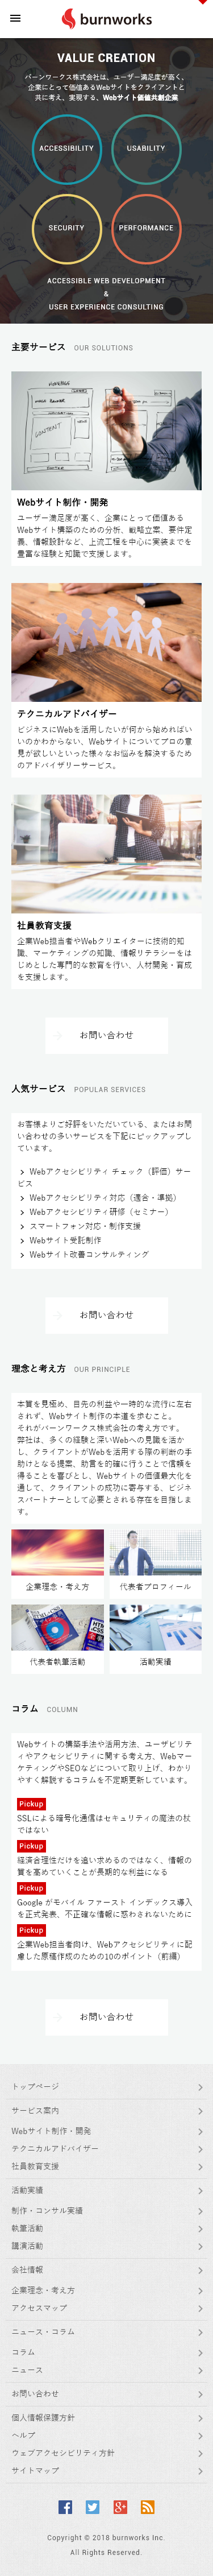 burnworks
VALUE CREATION
バーンワークス株式会社は、ユーザー満足度が高く、
企業にとって価値あるWebサイトをクライアントと
共に考え、実現する、Webサイト価値共創企業
ACCESSIBILITY
USABILITY
SECURITY
PERFORMANCE
ACCESSIBLE WEB DEVELOPMENT
&
USER EXPERIENCE CONSULTING
主要サービス OUR SOLUTIONS
CONTENT
Webサイト制作・開発
ユーザー満足度が高く、企業にとって価値ある
Webサイト構築のための分析、戦略立案、要件定
義、情報設計など、上流工程を中心に実装までを
豊富な経験と知識で支援します。
テクニカルアドバイザー
ビジネスにWebを活用したいが何から始めればい
いのかわからない、Webサイトについてプロの意
見が欲しいといった様々なお悩みを解決するため
のアドバイザリーサービス。
社員教育支援
企業Web担当者やWebクリエイターに技術的知
識、マーケティングの知識、情報リテラシーをは
じめとした専門的な教育を行い、人材開発・育成
を支援します。
お問い合わせ
人気サービス POPULAR SERVICES
お客様よりご好評をいただいている、またはお問
い合わせの多いサービスを下記にピックアップして
います。
Webアクセシビリティ チェック（評価）サー
ビス
Webアクセシビリティ対応（適合・準拠）
Webアクセシビリティ研修（セミナー）
スマートフォン対応・制作支援
Webサイト受託制作
Webサイト改善コンサルティング
お問い合わせ
理念と考え方 OUR PRINCIPLE
本質を見極め、目先の利益や一時的な流行に左右
されず、Webサイト制作の本道を歩むこと。
それがバーンワークス株式会社の考え方です。
弊社は、多くの経験と深いWebへの見識を活か
し、クライアントがWebを活用する際の判断の手
助けとなる提案、助言を的確に行うことで信頼を
得ることを喜びとし、Webサイトの価値最大化を
通して、クライアントの成功に寄与する、ビジネ
スパートナーとして必要とされる存在を目指しま
す。
企業理念・考え方
代表者プロフィール
代表者執筆活動
活動実績
コラム COLUMN
Webサイトの構築手法や活用方法、ユーザビリテ
ィやアクセシビリティに関する考え方、Webマー
ケティングやSEOなどについて取り上げ、わかり
やすく解説するコラムを不定期更新しています。
Pickup
SSLによる暗号化通信はセキュリティの魔法の杖
ではない
Pickup
経済合理性だけを追い求めるのではなく、情報の
質を高めていくことが長期的な利益になる
Pickup
Google がモバイル ファースト インデックス導入
を正式発表、不正確な情報に惑わされないために
Pickup
企業Web担当者向け、Webアクセシビリティに配
慮した原稿作成のための10のポイント（前編）
お問い合わせ
トップページ
サービス案内
Webサイト制作・開発
テクニカルアドバイザー
社員教育支援
活動実績
制作・コンサル実績
執筆活動
講演活動
会社情報
企業理念・考え方
アクセスマップ
ニュース・コラム
コラム
ニュース
お問い合わせ
個人情報保護方針
ヘルプ
ウェブアクセシビリティ方針
サイトマップ
Copyright © 2018 burnworks Inc.
All Rights Reserved.